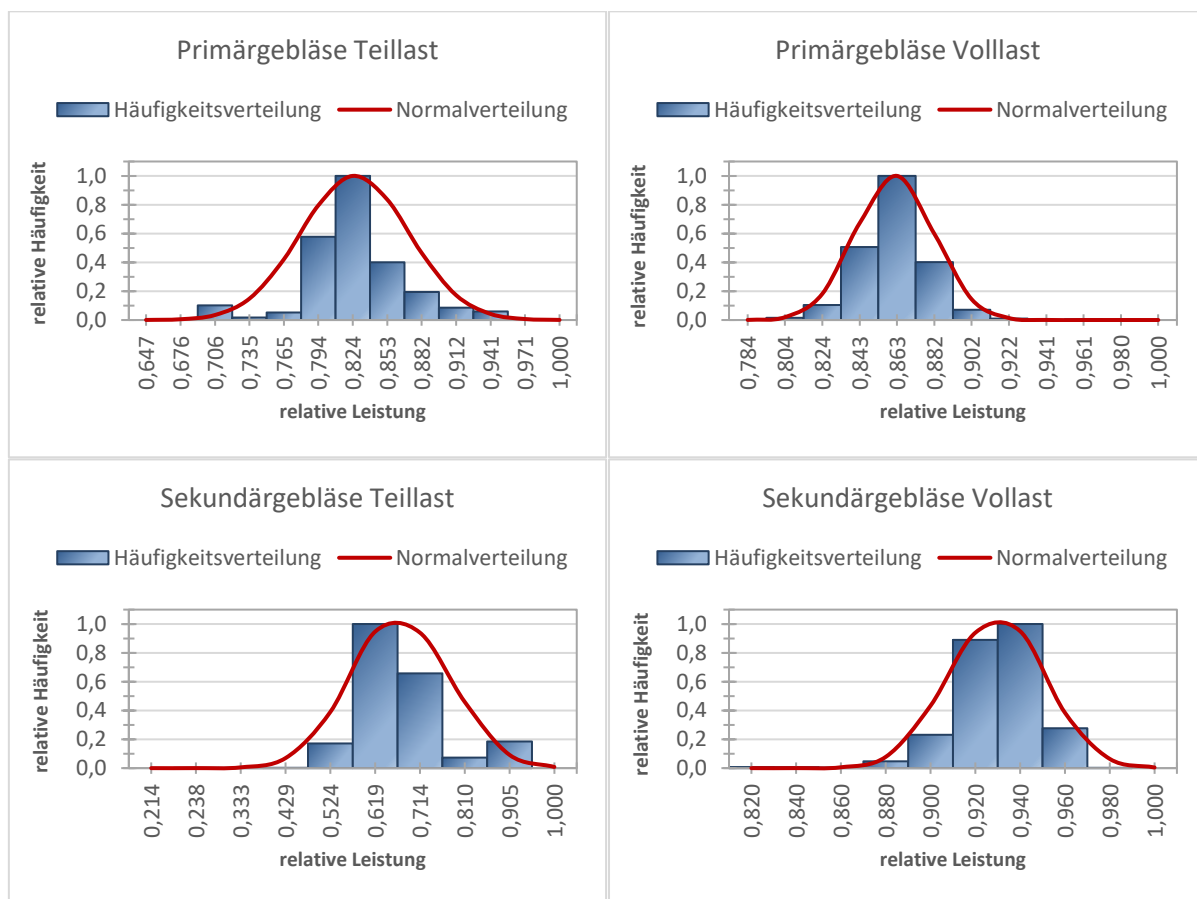 Primärgebläse Teillast
Häufigkeitsverteilung Normalverteilung
relative Häufigkeit
1,0
0,8
0,6
0,4
0,2
0,0
0,647 0,676 0,706 0,735 0,765 0,794 0,824 0,853 0,882 0,912 0,941 0,971 1,000
relative Leistung
Primärgebläse Volllast
Häufigkeitsverteilung Normalverteilung
relative Häufigkeit
1,0
0,8
0,6
0,4
0,2
0,0
0,784 0,804 0,824 0,843 0,863 0,882 0,902 0,922 0,941 0,961 0,980 1,000
relative Leistung
Sekundärgebläse Teillast
Häufigkeitsverteilung Normalverteilung
relative Häufigkeit
1,0
0,8
0,6
0,4
0,2
0,0
0,214 0,238 0,333 0,429 0,524 0,619 0,714 0,810 0,905 1,000
relative Leistung
Sekundärgebläse Vollast
Häufigkeitsverteilung Normalverteilung
relative Häufigkeit
1,0
0,8
0,6
0,4
0,2
0,0
0,820 0,840 0,860 0,880 0,900 0,920 0,940 0,960 0,980 1,000
relative Leistung